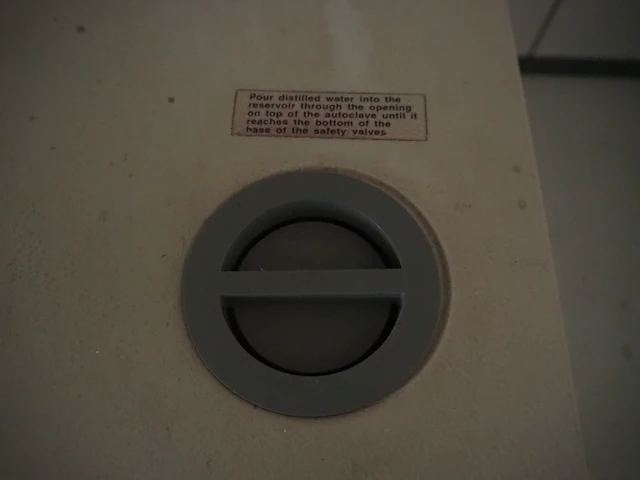 Pour distilled water into the
reservoir through the opening
on top of the autoclave until it
reaches the bottom of the
base of the safety valves